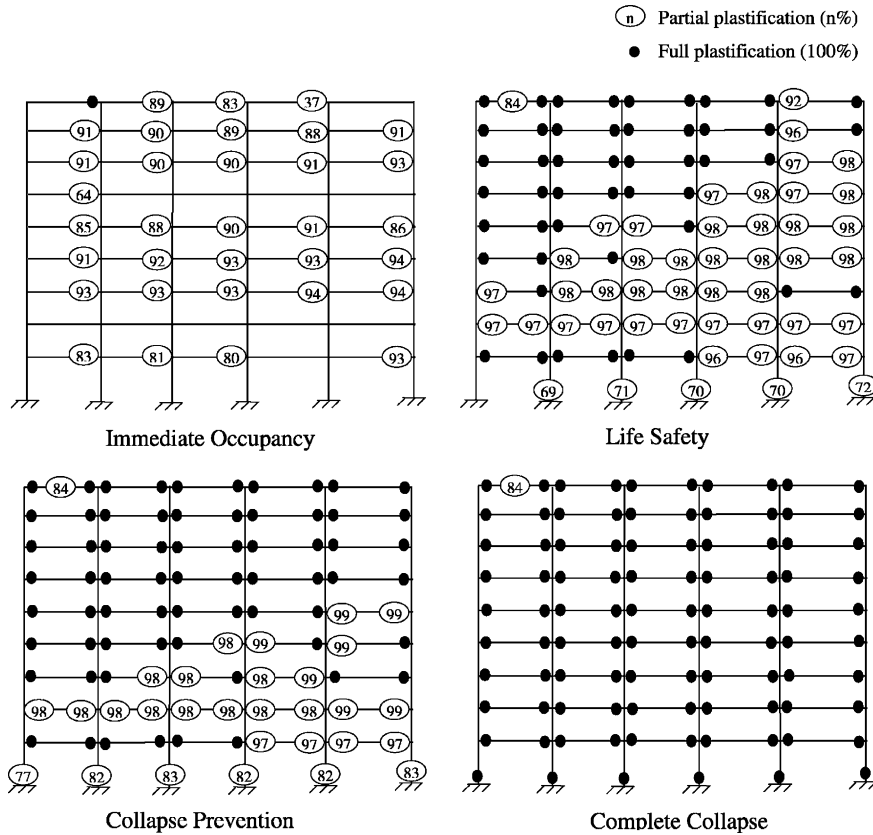 n Partial plastification (n%)
Full plastification (100%)
89 83 37
91 90 89 88 91
91 90 90 91 93
64
85 88 90 91 86
91 92 93 93 94
93 93 93 94 94
83 81 80 93
Immediate Occupancy
84 92
96
97 98
97 98 97 98
97 97 98 98 98 98
98 98 98 98 98 98 98
97 98 98 98 98 98 98
97 97 97 97 97 97 97 97 97 97
96 97 96 97
69 71 70 70 72
Life Safety
84
99 99
98 99 99
98 98 98 99
98 98 98 98 98 98 98 98 99 99
97 97 97 97
77 82 83 82 82 83
Collapse Prevention
84
Complete Collapse